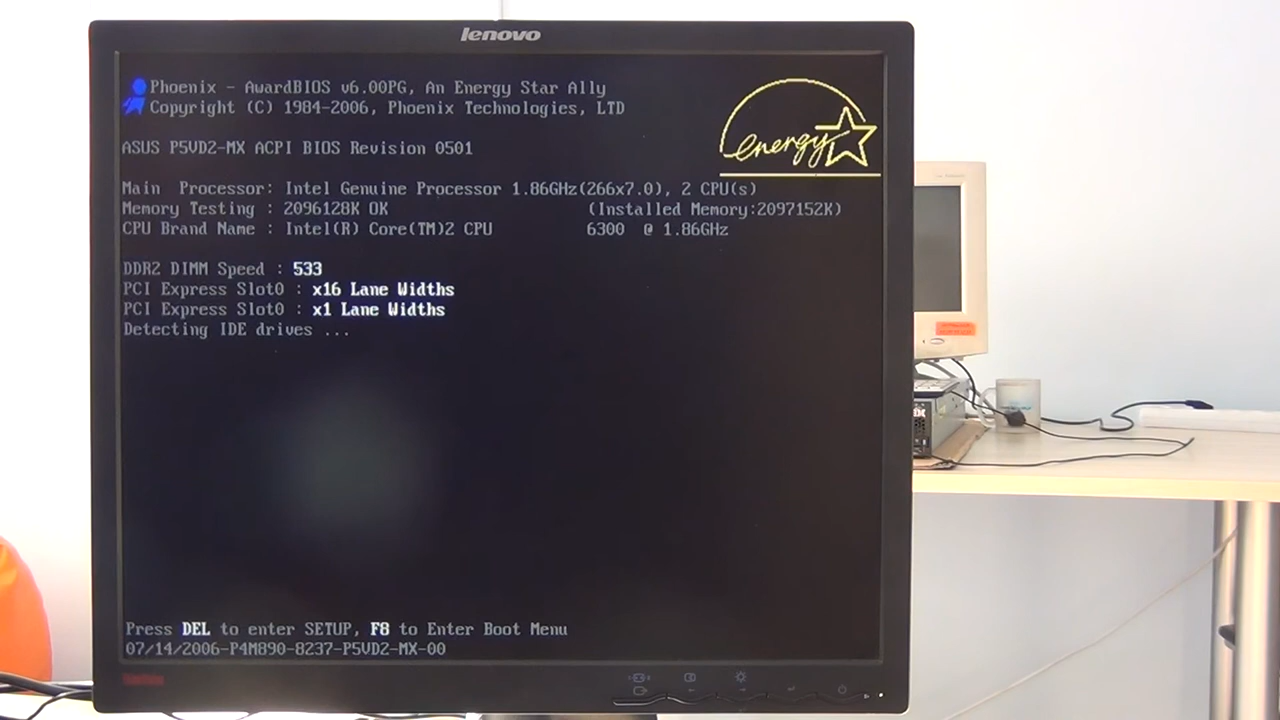 lenovo
Phoenix - AwardBIOS v6.00PG, An Energy Star Ally
Copyright (C) 1984-2006, Phoenix Technologies, LTD
energy
ASUS P5VD2-MX ACPI BIOS Revision 0501
Main Processor: Intel Genuine Processor 1.86GHz(266x7.0), 2 CPU(s)
Memory Testing : 2096128K OK (Installed Memory:2097152K)
CPU Brand Name : Intel(R) Core(TM)2 CPU 6300 @ 1.86GHz
DDR2 DIMM Speed : 533
PCI Express Slot0 : x16 Lane Widths
PCI Express Slot0 : x1 Lane Widths
Detecting IDE drives ...
Press DEL to enter SETUP, F8 to Enter Boot Menu
07/14/2006-P4M890-8237-P5VD2-MX-00